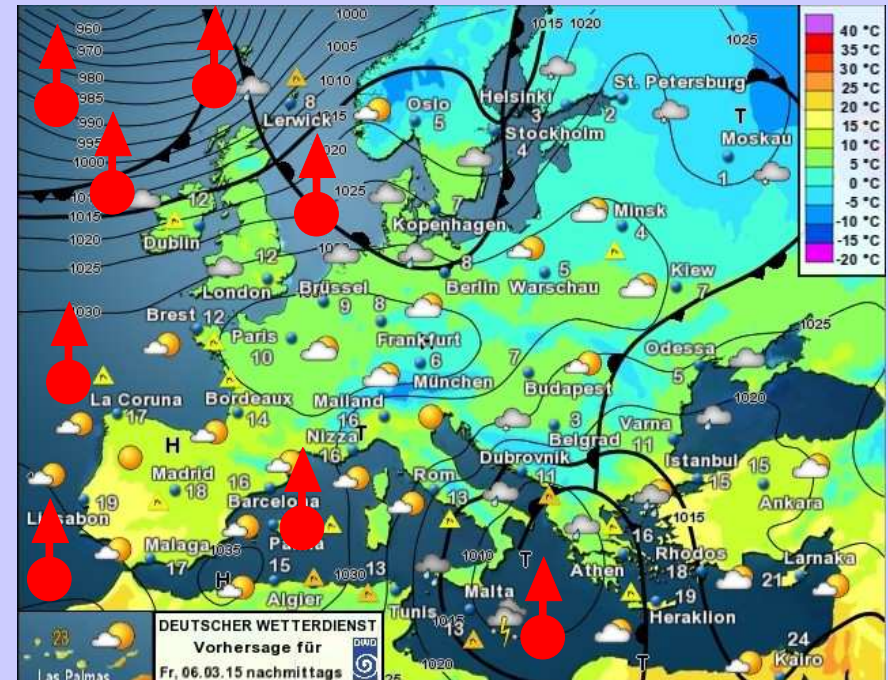 960
970
980
985
990
995
1000
1015
1020
1025
1030
1000
1005
1010
1020
1025
1015 1020
1025
40 °C
35 °C
30 °C
25 °C
20 °C
15 °C
10 °C
5 °C
0 °C
-5 °C
-10 °C
-15 °C
-20 °C
8
Lerwick
Oslo
5
Helsinki
3
St. Petersburg
2
Stockholm
4
T
Moskau
1
12
Dublin
7
Kopenhagen
Minsk
4
12
London
Brüssel
9
8
Berlin
Warschau
5
Kiew
7
Brest
12
Paris
10
8
Frankfurt
6
München
7
Budapest
Odessa
5
1025
1020
La Coruna
17
Bordeaux
14
Mailand
16
Nizza
16
T
3
Belgrad
Varna
11
H
Madrid
18
16
Barcelona
Rom
13
Dubrovnik
11
Istanbul
15
15
Ankara
19
Malaga
17
1035
H
15
Algier
1030
13
Tunis
1010
T
Malta
13
1015
1020
16
Athen
1015
Rhodos
18
19
Heraklion
Larnaka
21
24
Kairo
T
23
Las Palmas
DEUTSCHER WETTERDIENST
Vorhersage für
DWD
Fr, 06.03.15 nachmittags